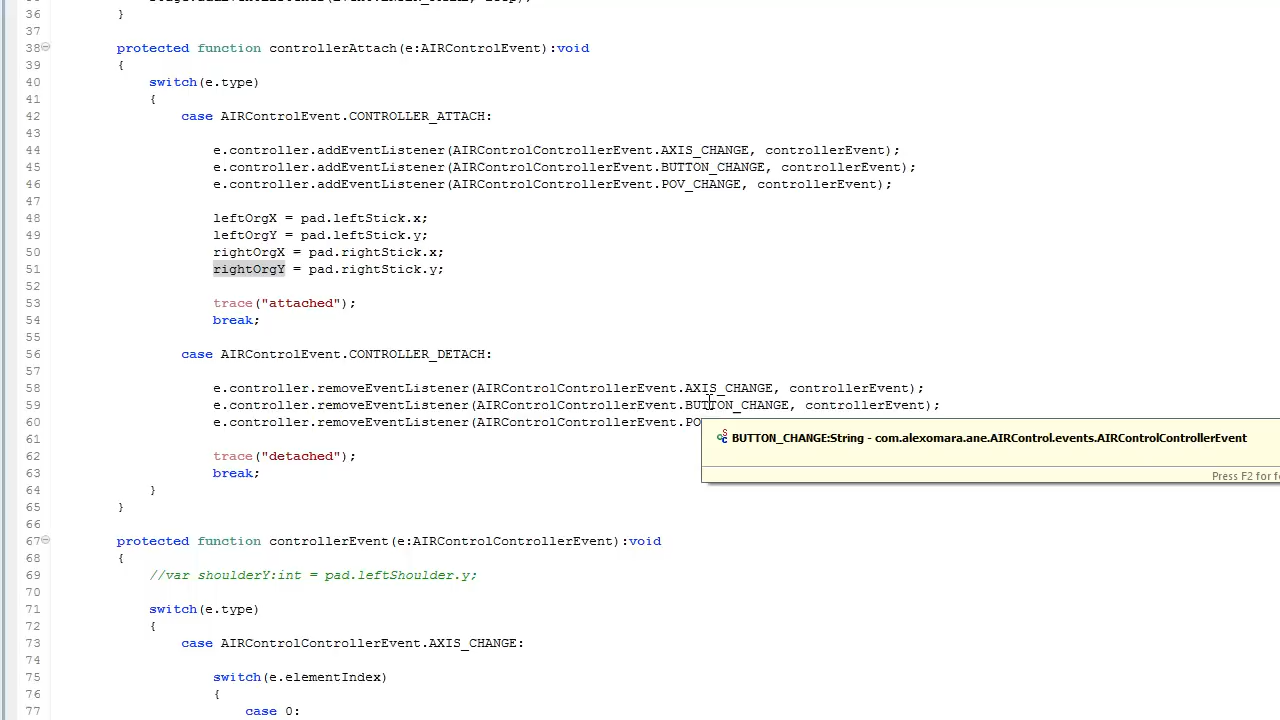 36 }
37
38 protected function controllerAttach(e:AIRControlEvent):void
39 {
40 switch(e.type)
41 {
42 case AIRControlEvent.CONTROLLER_ATTACH:
43
44 e.controller.addEventListener(AIRControlControllerEvent.AXIS_CHANGE, controllerEvent);
45 e.controller.addEventListener(AIRControlControllerEvent.BUTTON_CHANGE, controllerEvent);
46 e.controller.addEventListener(AIRControlControllerEvent.POV_CHANGE, controllerEvent);
47
48 leftOrgX = pad.leftStick.x;
49 leftOrgY = pad.leftStick.y;
50 rightOrgX = pad.rightStick.x;
51 rightOrgY = pad.rightStick.y;
52
53 trace("attached");
54 break;
55
56 case AIRControlEvent.CONTROLLER_DETACH:
57
58 e.controller.removeEventListener(AIRControlControllerEvent.AXIS_CHANGE, controllerEvent);
59 e.controller.removeEventListener(AIRControlControllerEvent.BUTTON_CHANGE, controllerEvent);
60 e.controller.removeEventListener(AIRControlControllerEvent.PO
BUTTON_CHANGE:String - com.alexomara.ane.AIRControl.events.AIRControlControllerEvent
Press F2 for f
61
62 trace("detached");
63 break;
64 }
65 }
66
67 protected function controllerEvent(e:AIRControlControllerEvent):void
68 {
69 //var shoulderY:int = pad.leftShoulder.y;
70
71 switch(e.type)
72 {
73 case AIRControlControllerEvent.AXIS_CHANGE:
74
75 switch(e.elementIndex)
76 {
77 case 0: